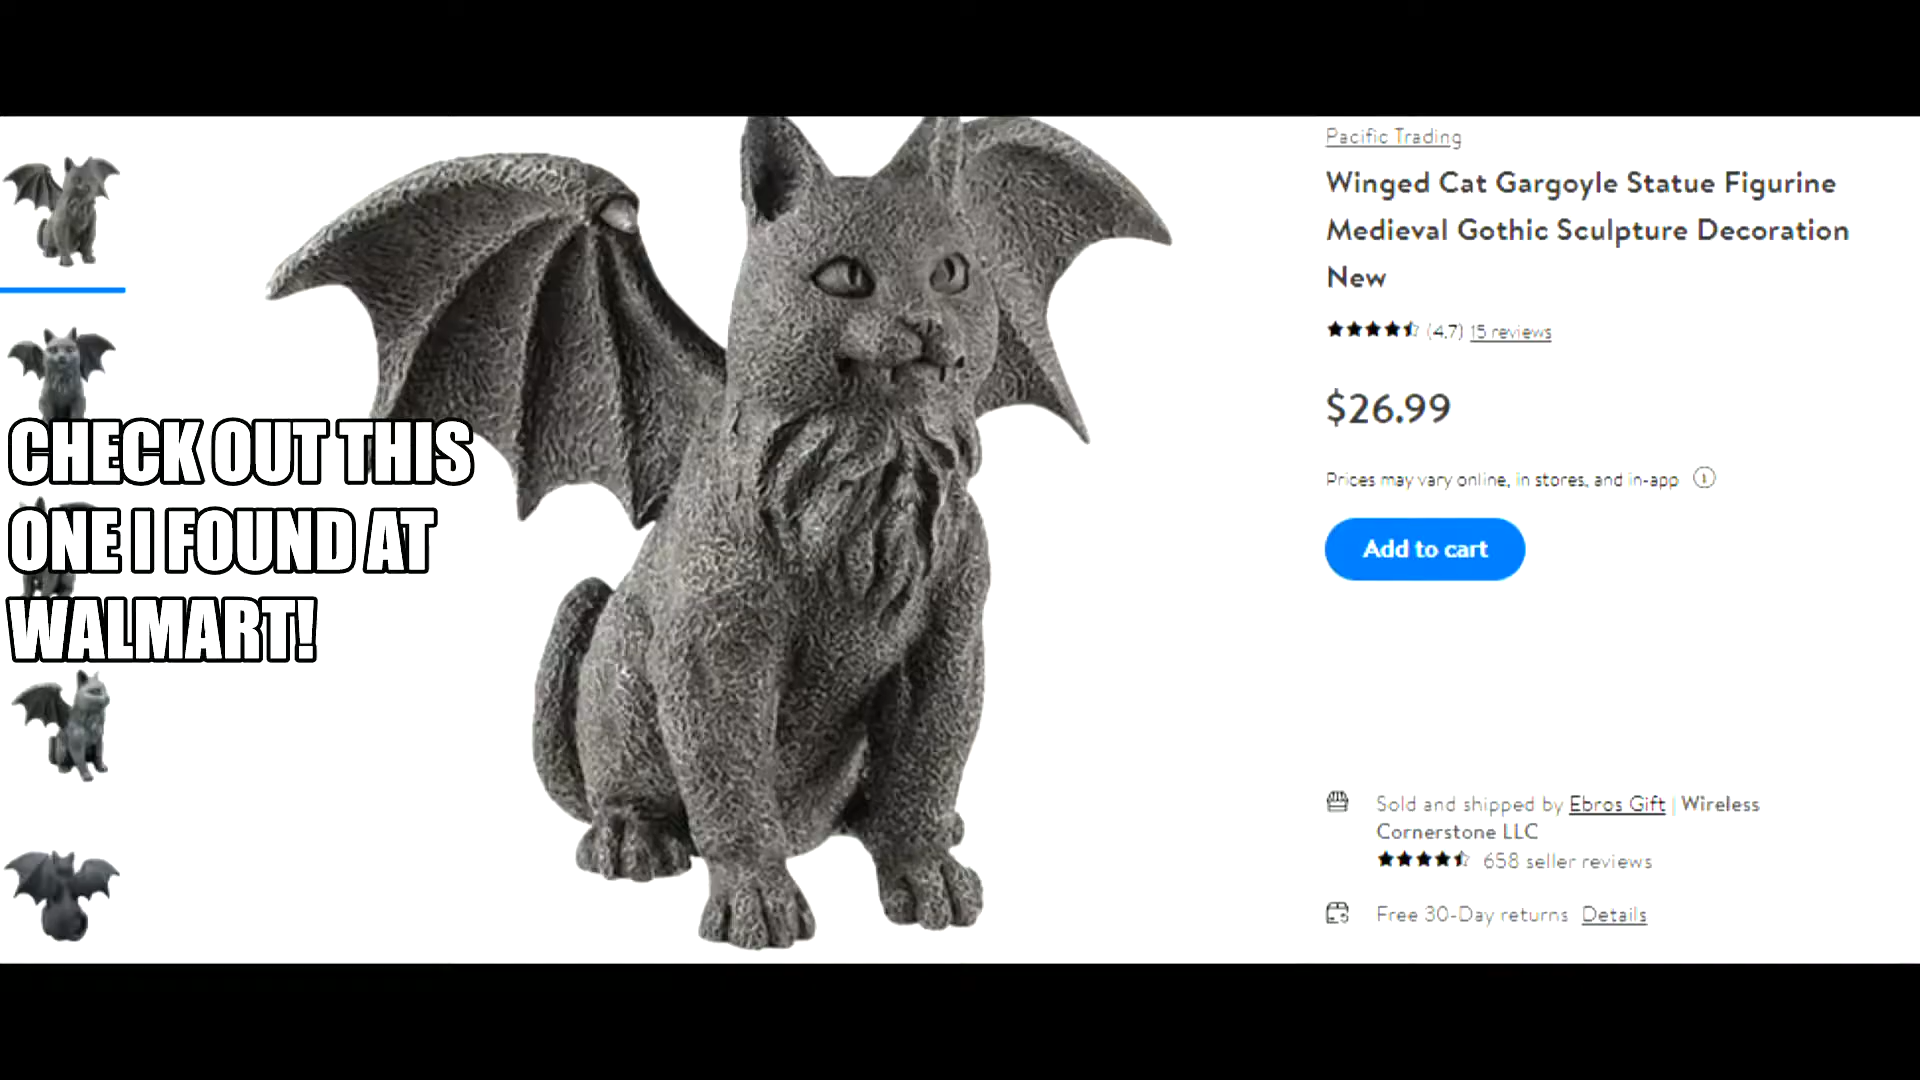 Pacific Trading
Winged Cat Gargoyle Statue Figurine
Medieval Gothic Sculpture Decoration
New
(4.7) 15 reviews
$26.99
Prices may vary online, in stores, and in-app
Add to cart
CHECK OUT THIS
ONE I FOUND AT
WALMART!
Sold and shipped by Ebros Gift | Wireless
Cornerstone LLC
658 seller reviews
Free 30-Day returns Details